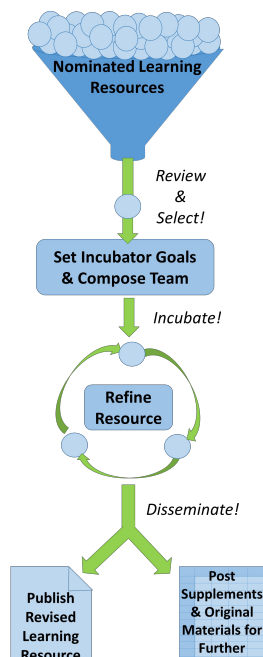 Nominated Learning
Resources
Review
&
Select!
Set Incubator Goals
& Compose Team
Incubate!
Refine
Resource
Disseminate!
Publish
Revised
Learning
Resource
Post
Supplements
& Original
Materials for
Further